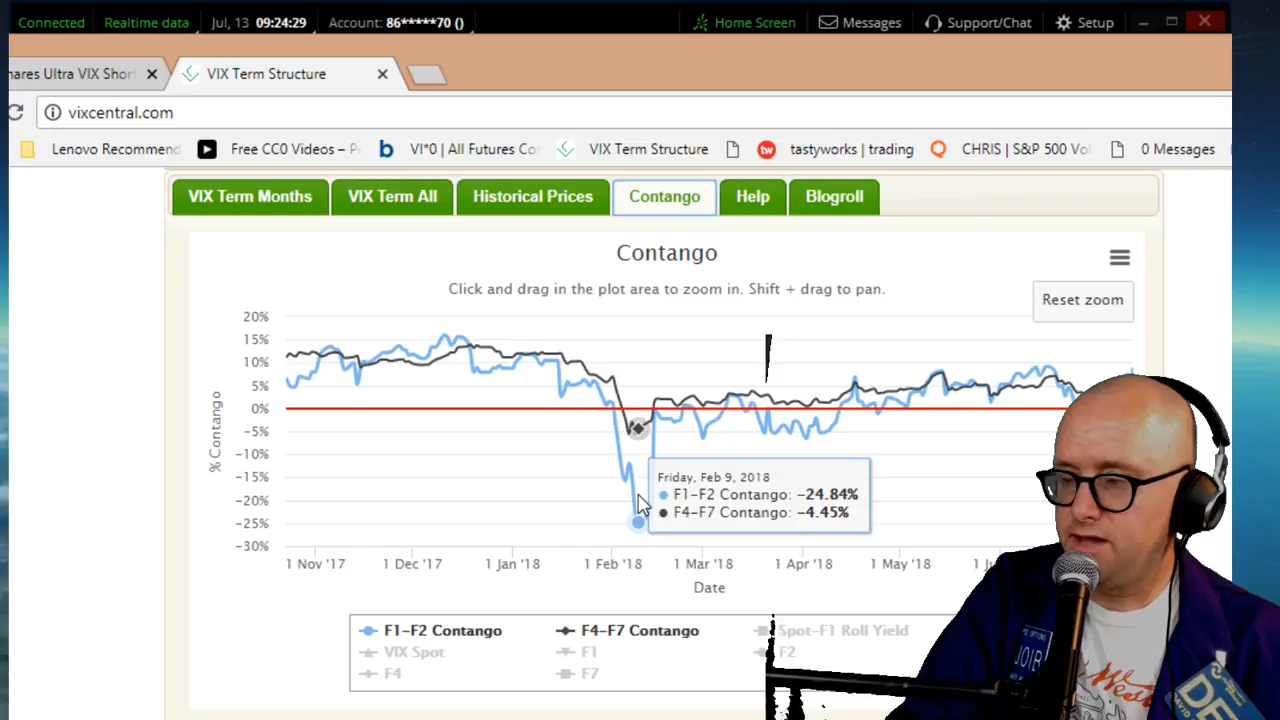 Connected Realtime data Jul, 13 09:24:29 Account: 86*****70 () Home Screen Messages Support/Chat Setup
ares Ultra VIX Short VIX Term Structure
vixcentral.com
Lenovo Recommend Free CC0 Videos – P VI*0 | All Futures Co VIX Term Structure tw tastyworks | trading CHRIS | S&P 500 Vo 0 Messages
VIX Term Months VIX Term All Historical Prices Contango Help Blogroll
Contango
Click and drag in the plot area to zoom in. Shift + drag to pan.
Reset zoom
20%
15%
10%
5%
0%
-5%
-10%
-15%
-20%
-25%
-30%
% Contango
Friday, Feb 9, 2018
F1-F2 Contango: -24.84%
F4-F7 Contango: -4.45%
1 Nov '17 1 Dec '17 1 Jan '18 1 Feb '18 1 Mar '18 1 Apr '18 1 May '18
Date
F1-F2 Contango F4-F7 Contango Spot-F1 Roll Yield
VIX Spot F1 F2
F4 F7